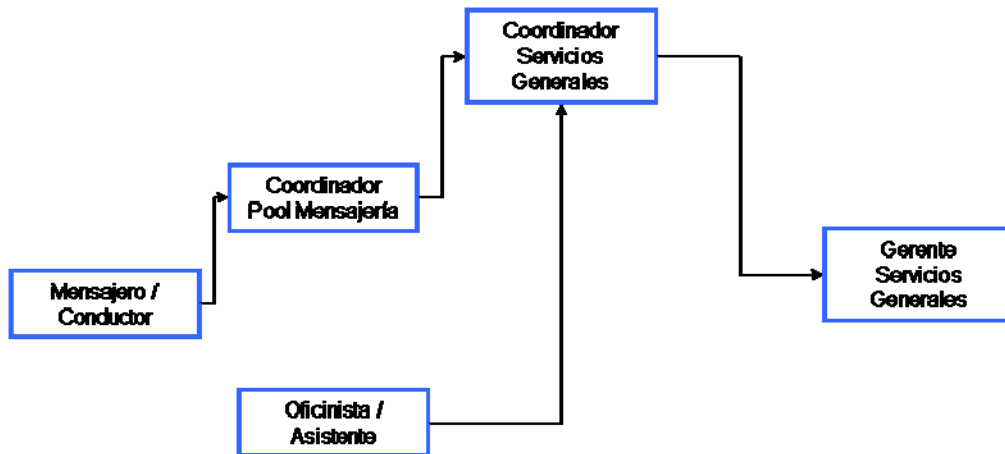 Coordinador
Servicios
Generales
Coordinador
Pool Mensajería
Gerente
Servicios
Generales
Mensajero /
Conductor
Oficinista /
Asistente